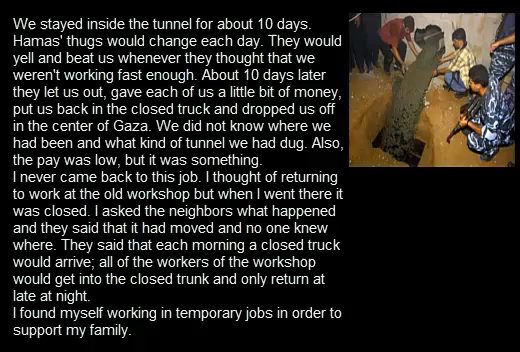 We stayed inside the tunnel for about 10 days.
Hamas' thugs would change each day. They would
yell and beat us whenever they thought that we
weren't working fast enough. About 10 days later
they let us out, gave each of us a little bit of money,
put us back in the closed truck and dropped us off
in the center of Gaza. We did not know where we
had been and what kind of tunnel we had dug. Also,
the pay was low, but it was something.
I never came back to this job. I thought of returning
to work at the old workshop but when I went there it
was closed. I asked the neighbors what happened
and they said that it had moved and no one knew
where. They said that each morning a closed truck
would arrive; all of the workers of the workshop
would get into the closed trunk and only return at
late at night.
I found myself working in temporary jobs in order to
support my family.